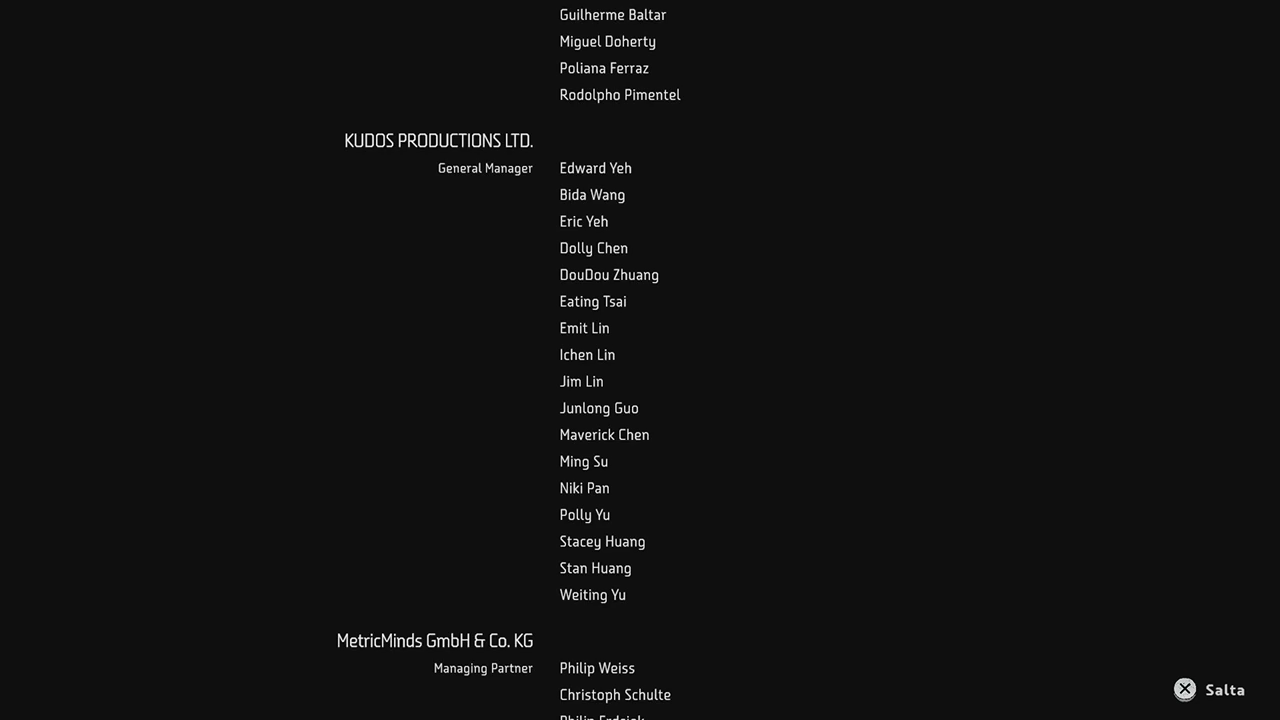 Guilherme Baltar
Miguel Doherty
Poliana Ferraz
Rodolpho Pimentel
KUDOS PRODUCTIONS LTD.
General Manager Edward Yeh
Bida Wang
Eric Yeh
Dolly Chen
DouDou Zhuang
Eating Tsai
Emit Lin
Ichen Lin
Jim Lin
Junlong Guo
Maverick Chen
Ming Su
Niki Pan
Polly Yu
Stacey Huang
Stan Huang
Weiting Yu
MetricMinds GmbH & Co. KG
Managing Partner Philip Weiss
Christoph Schulte
Salta